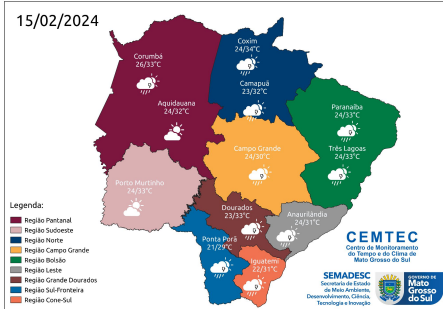 15/02/2024
Corumbá
26/33°C
Aquidauana
24/32°C
Coxim
24/34°C
Camapuã
23/32°C
Paranaíba
24/33°C
Três Lagoas
24/33°C
Campo Grande
24/30°C
Porto Murtinho
24/33°C
Dourados
23/33°C
Anaurilândia
24/31°C
Ponta Porã
21/29°C
Iguatemi
22/31°C
Legenda:
Região Pantanal
Região Sudoeste
Região Norte
Região Campo Grande
Região Bolsão
Região Leste
Região Grande Dourados
Região Sul-Fronteira
Região Cone-Sul
CEMTEC
Centro de Monitoramento
do Tempo e do Clima de
Mato Grosso do Sul
SEMADESC
Secretaria de Estado
de Meio Ambiente,
Desenvolvimento, Ciência,
Tecnologia e Inovação
GOVERNO DE
Mato
Grosso
do Sul